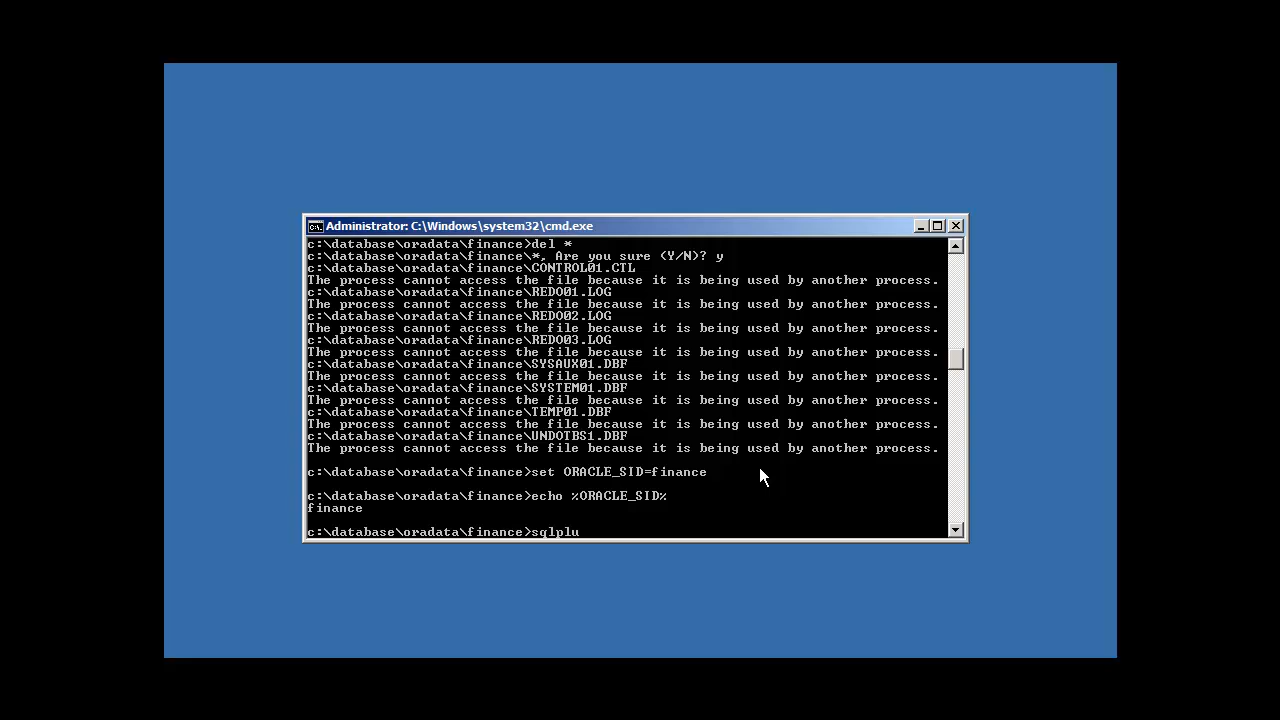 Administrator: C:\Windows\system32\cmd.exe
c:\database\oradata\finance>del *
c:\database\oradata\finance\*, Are you sure (Y/N)? y
c:\database\oradata\finance\CONTROL01.CTL
The process cannot access the file because it is being used by another process.
c:\database\oradata\finance\REDO01.LOG
The process cannot access the file because it is being used by another process.
c:\database\oradata\finance\REDO02.LOG
The process cannot access the file because it is being used by another process.
c:\database\oradata\finance\REDO03.LOG
The process cannot access the file because it is being used by another process.
c:\database\oradata\finance\SYSAUX01.DBF
The process cannot access the file because it is being used by another process.
c:\database\oradata\finance\SYSTEM01.DBF
The process cannot access the file because it is being used by another process.
c:\database\oradata\finance\TEMP01.DBF
The process cannot access the file because it is being used by another process.
c:\database\oradata\finance\UNDOTBS1.DBF
The process cannot access the file because it is being used by another process.
c:\database\oradata\finance>set ORACLE_SID=finance
c:\database\oradata\finance>echo %ORACLE_SID%
finance
c:\database\oradata\finance>sqlplu